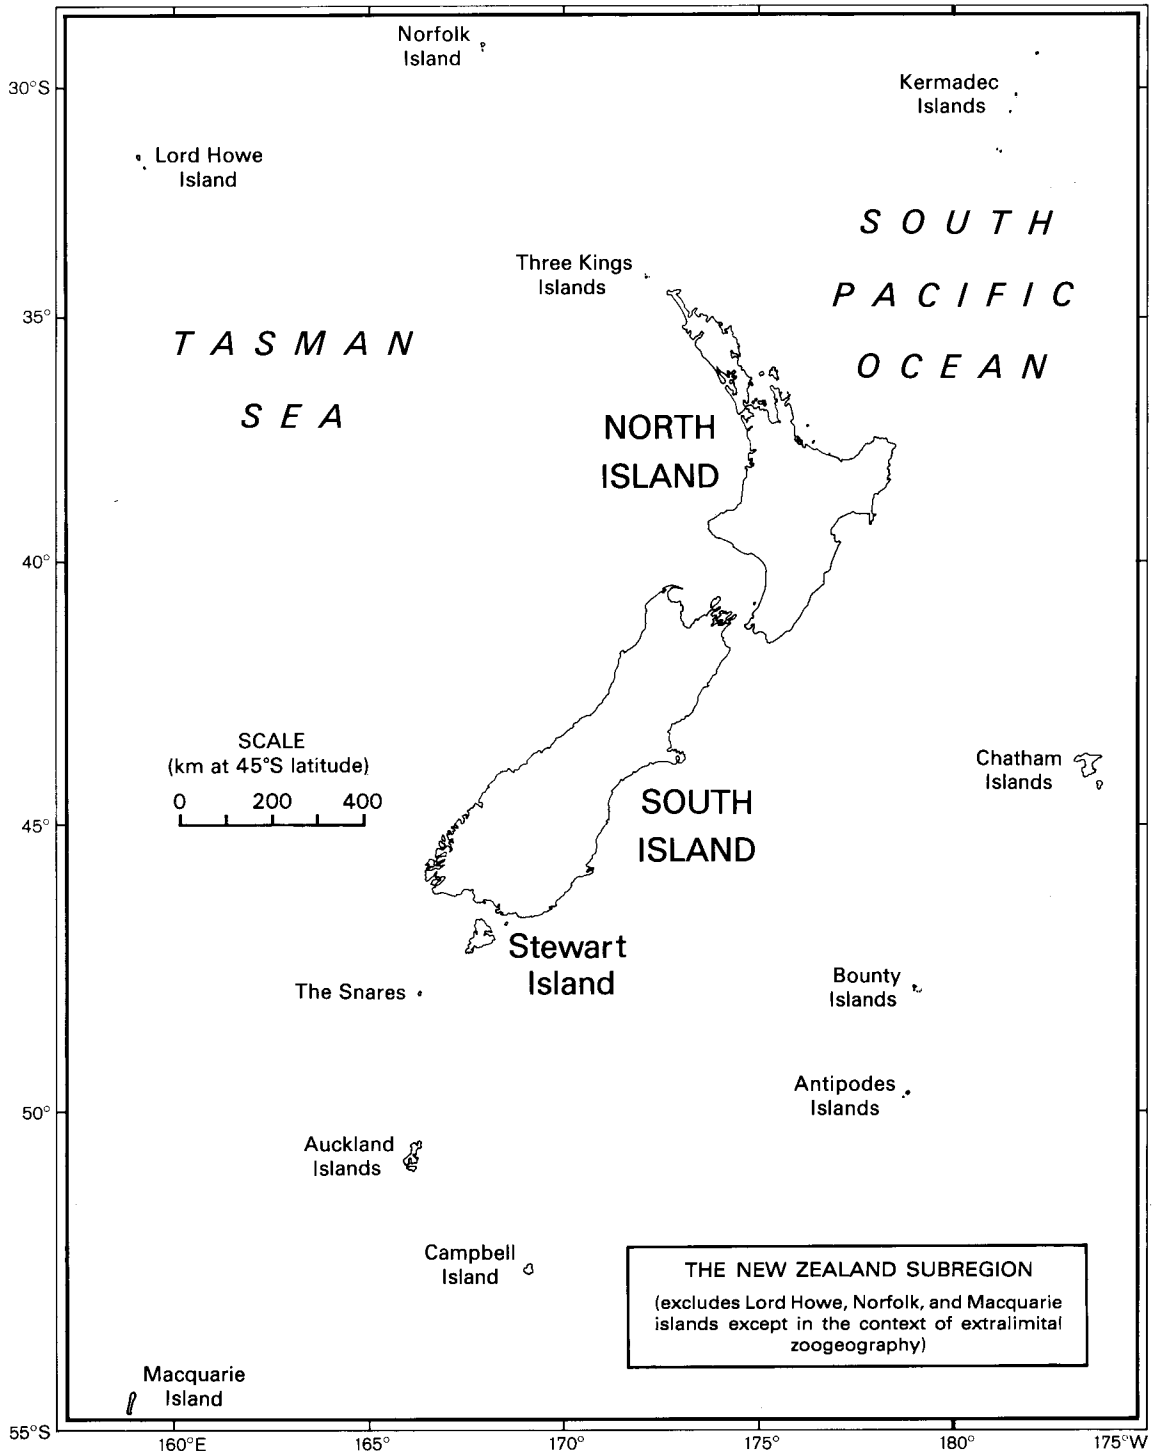 Norfolk
Island
Kermadec
Islands
30°S
Lord Howe
Island
SOUTH
PACIFIC
OCEAN
Three Kings
Islands
35°
TASMAN
SEA
NORTH
ISLAND
40°
SCALE
(km at 45°S latitude)
0 200 400
Chatham
Islands
SOUTH
ISLAND
45°
Stewart
Island
The Snares
Bounty
Islands
Antipodes
Islands
50°
Auckland
Islands
Campbell
Island
THE NEW ZEALAND SUBREGION
(excludes Lord Howe, Norfolk, and Macquarie
islands except in the context of extralimital
zoogeography)
Macquarie
Island
55°S
160°E 165° 170° 175° 180° 175°W